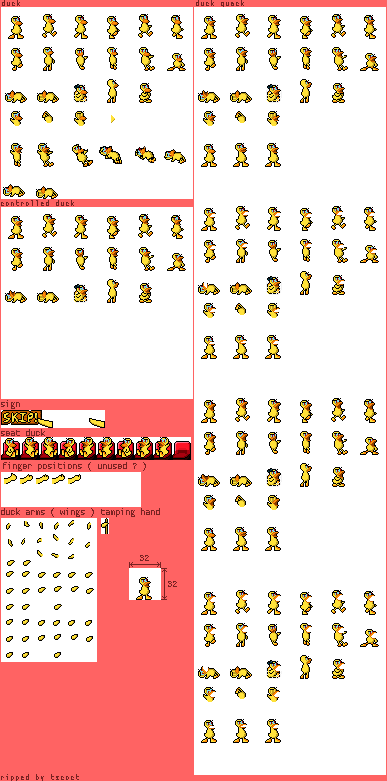 duck
duck quack
controlled duck
sign
SKIP!
seat duck
finger positions ( unused ? )
duck arms ( wings ) tamping hand
32
32
ripped by